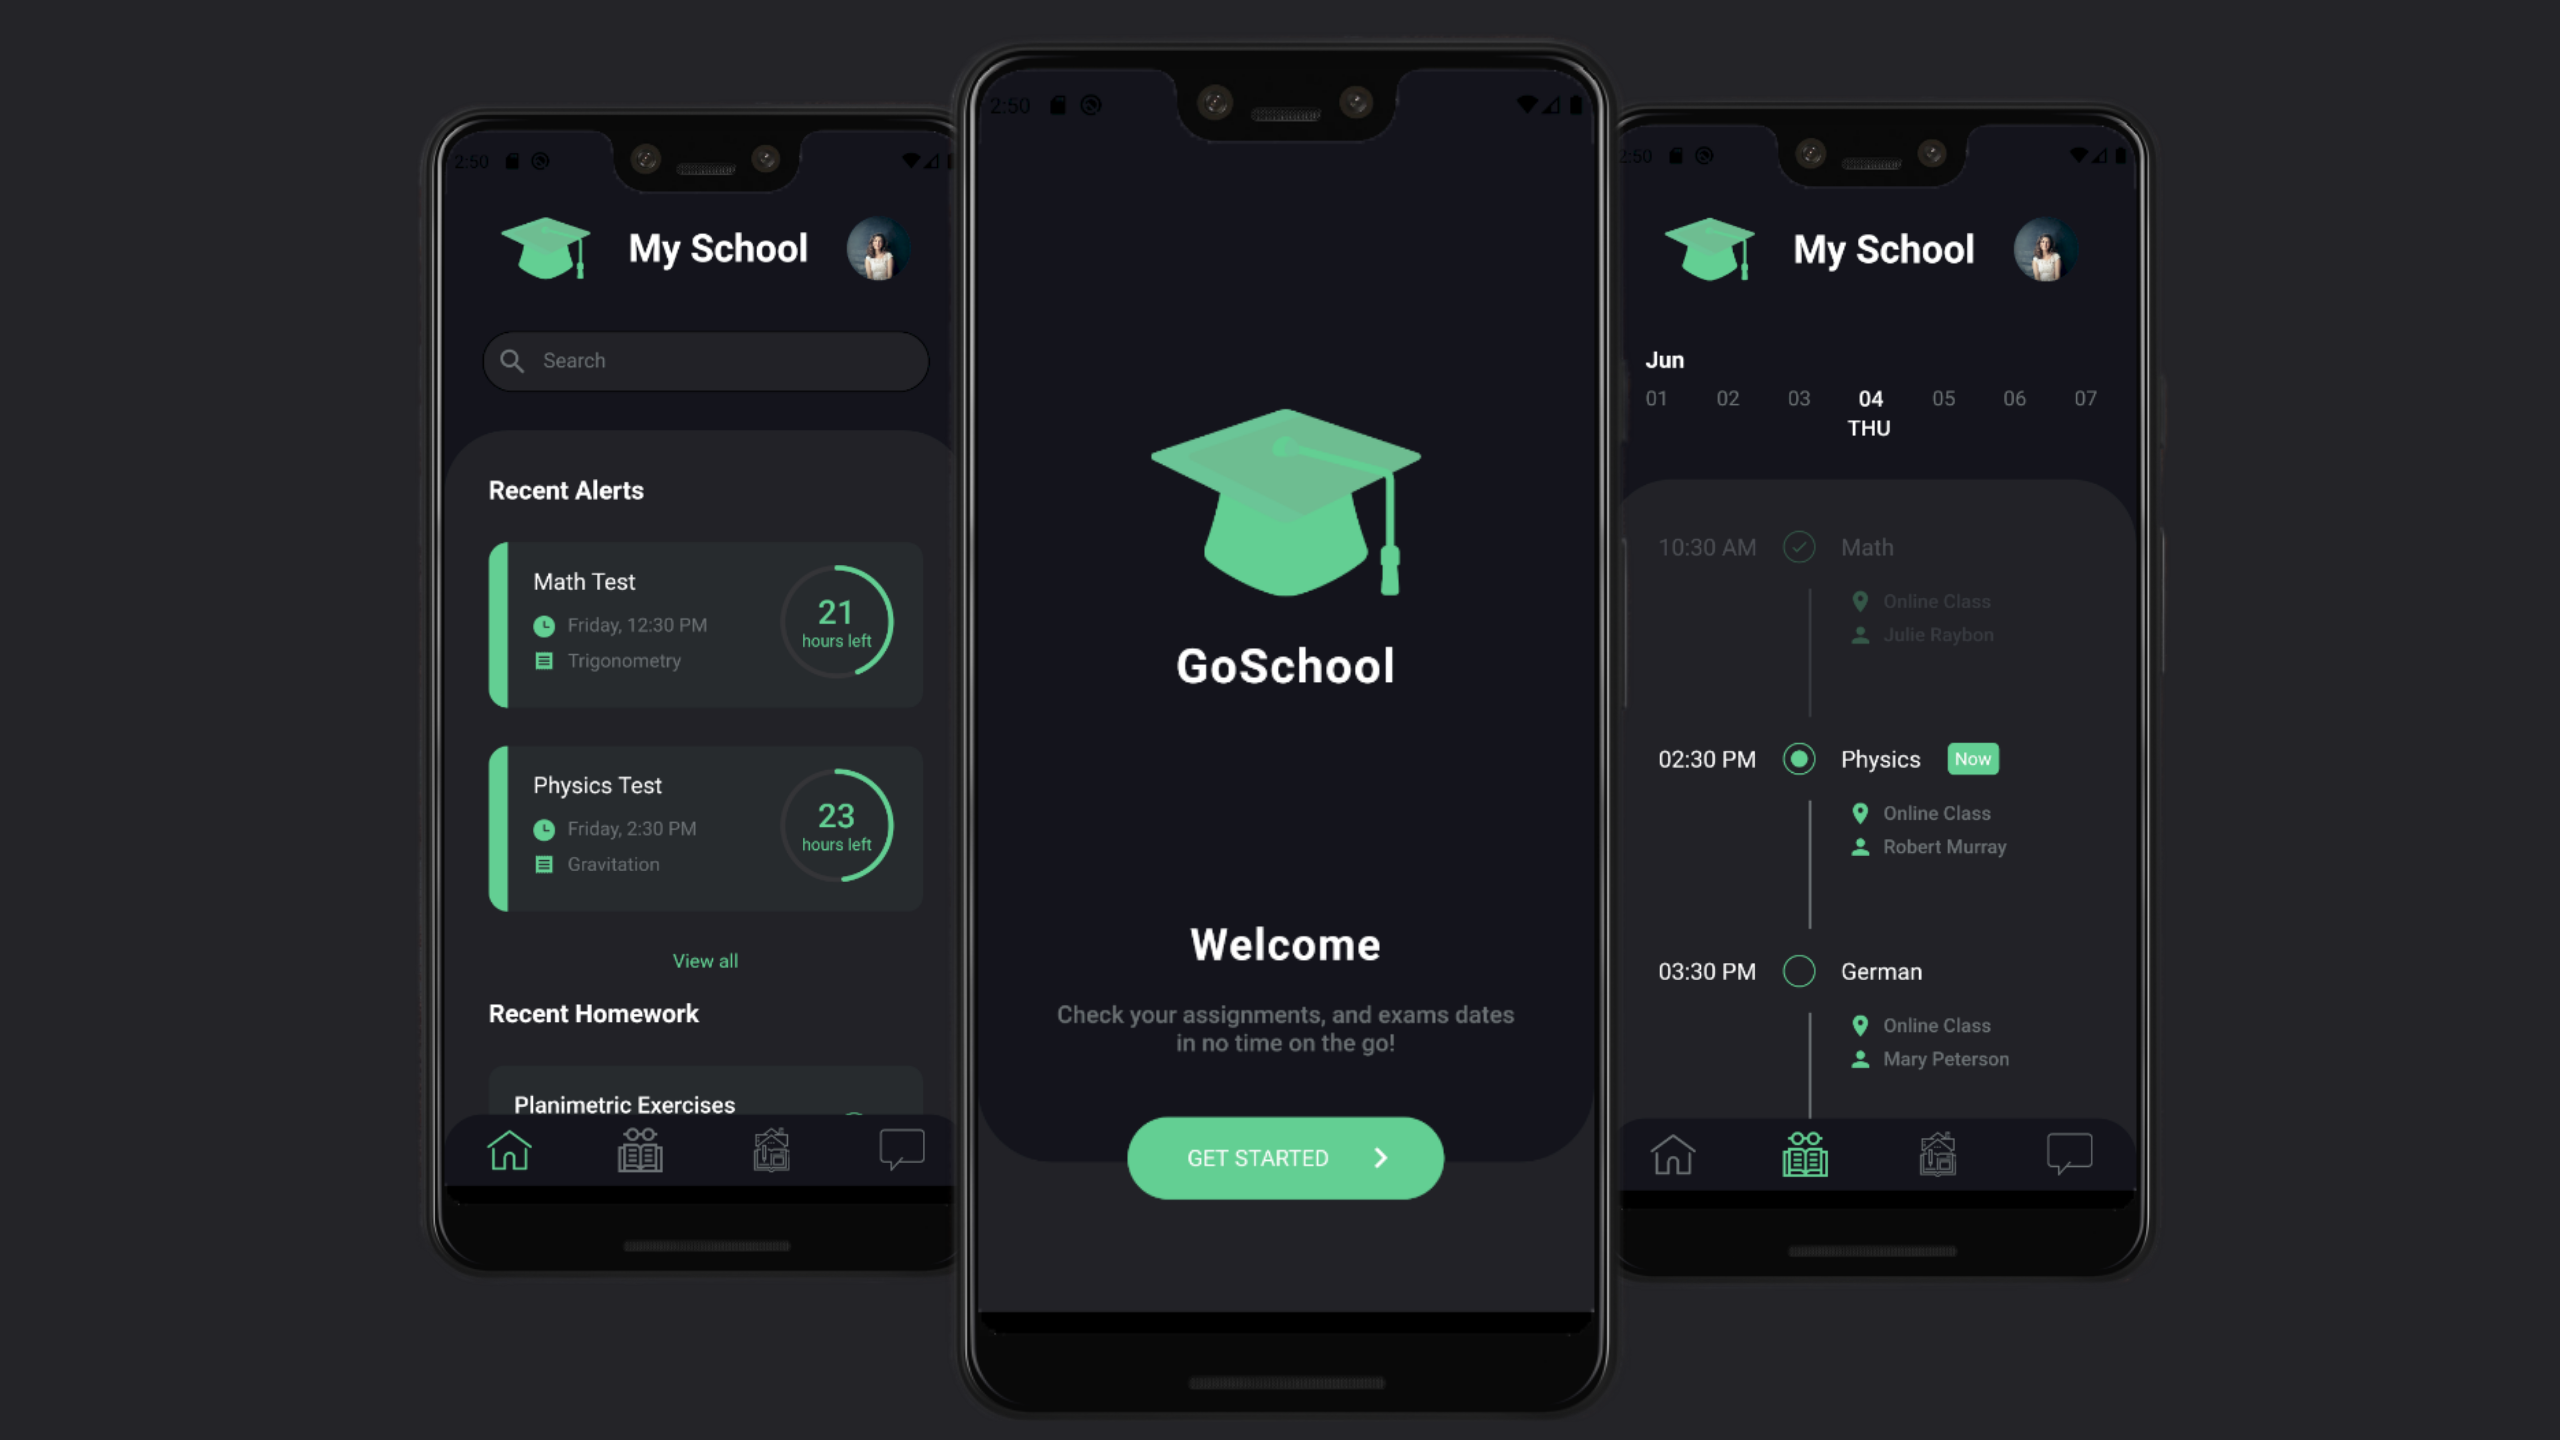 2:50
My School
Search
Recent Alerts
Math Test
Friday, 12:30 PM
Trigonometry
21
hours left
Physics Test
Friday, 2:30 PM
Gravitation
23
hours left
View all
Recent Homework
Planimetric Exercises
2:50
GoSchool
Welcome
Check your assignments, and exams dates
in no time on the go!
GET STARTED
2:50
My School
Jun
01 02 03 04 05 06 07
THU
10:30 AM Math
Online Class
Julie Raybon
02:30 PM Physics Now
Online Class
Robert Murray
03:30 PM German
Online Class
Mary Peterson